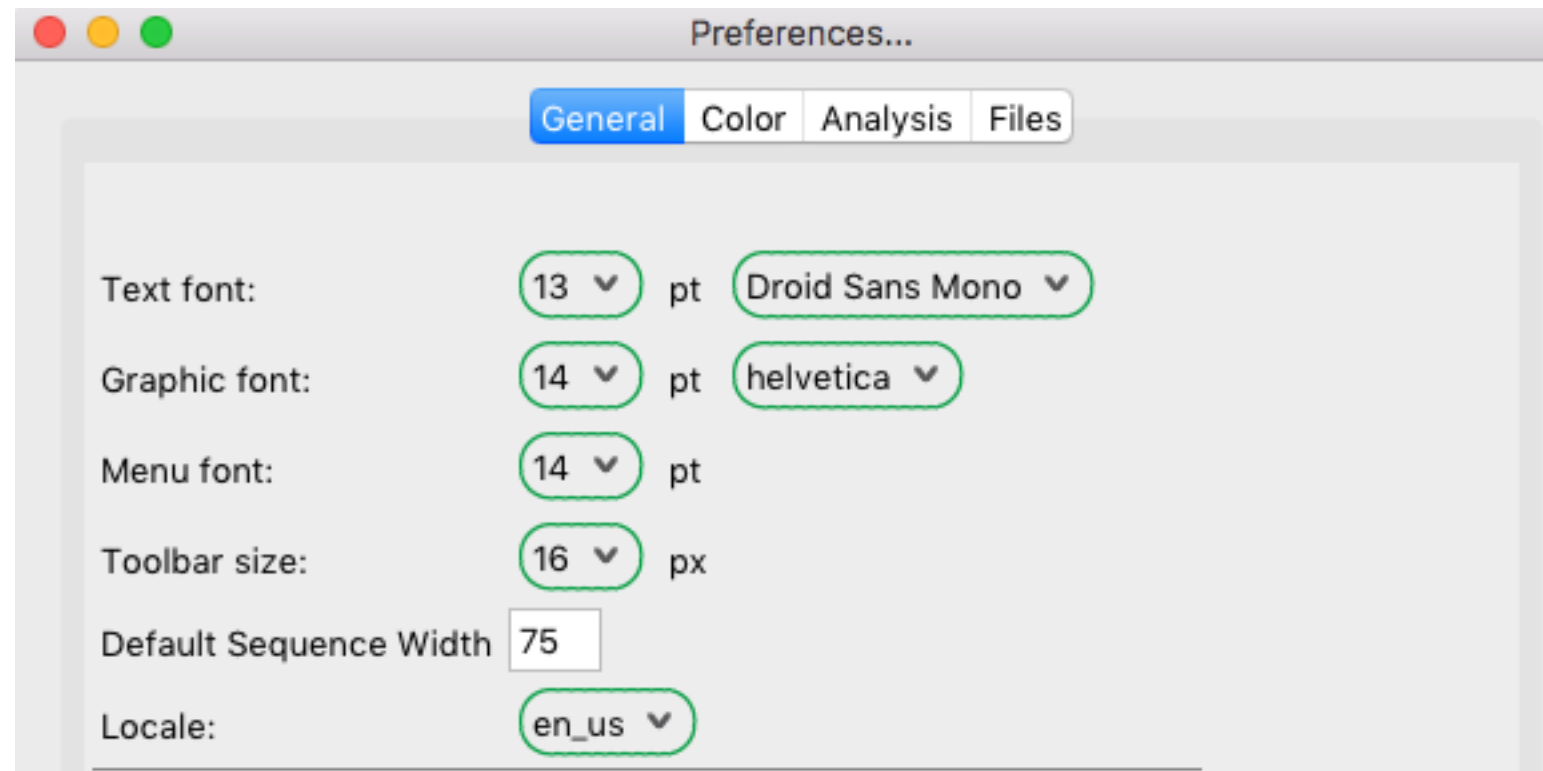 Preferences...
General Color Analysis Files
Text font: 13 pt Droid Sans Mono
Graphic font: 14 pt helvetica
Menu font: 14 pt
Toolbar size: 16 px
Default Sequence Width 75
Locale: en_us